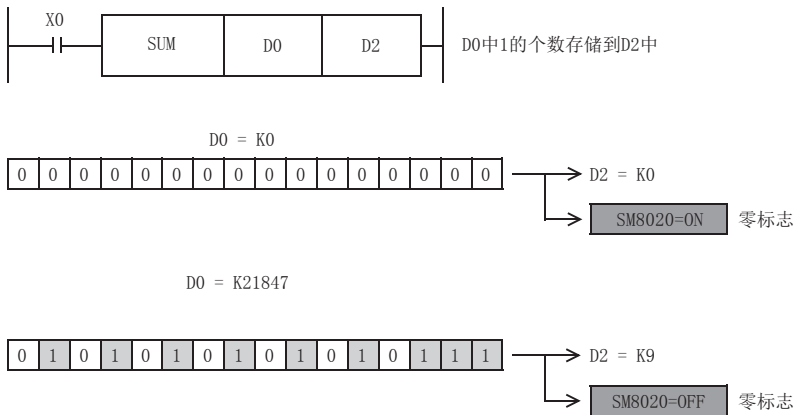 X0
SUM D0 D2 D0中1的个数存储到D2中
D0 = K0
0 0 0 0 0 0 0 0 0 0 0 0 0 0 0 0 D2 = K0
SM8020=ON 零标志
D0 = K21847
0 1 0 1 0 1 0 1 0 1 0 1 0 1 1 1 D2 = K9
SM8020=OFF 零标志